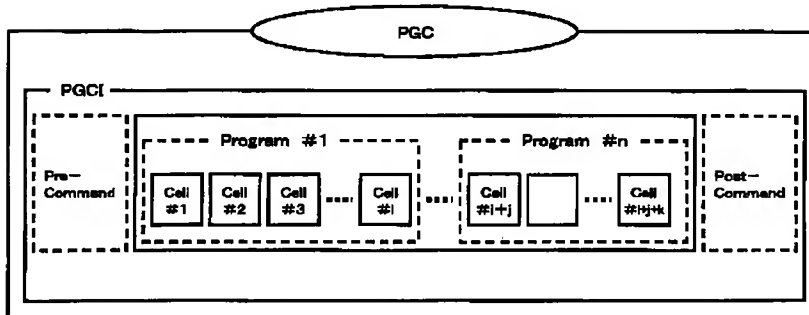 PGC
PGCI
Pre-
Command
Program #1
Cell
#1
Cell
#2
Cell
#3
Cell
#i
Program #n
Cell
#i+j
Cell
#i+j+k
Post-
Command